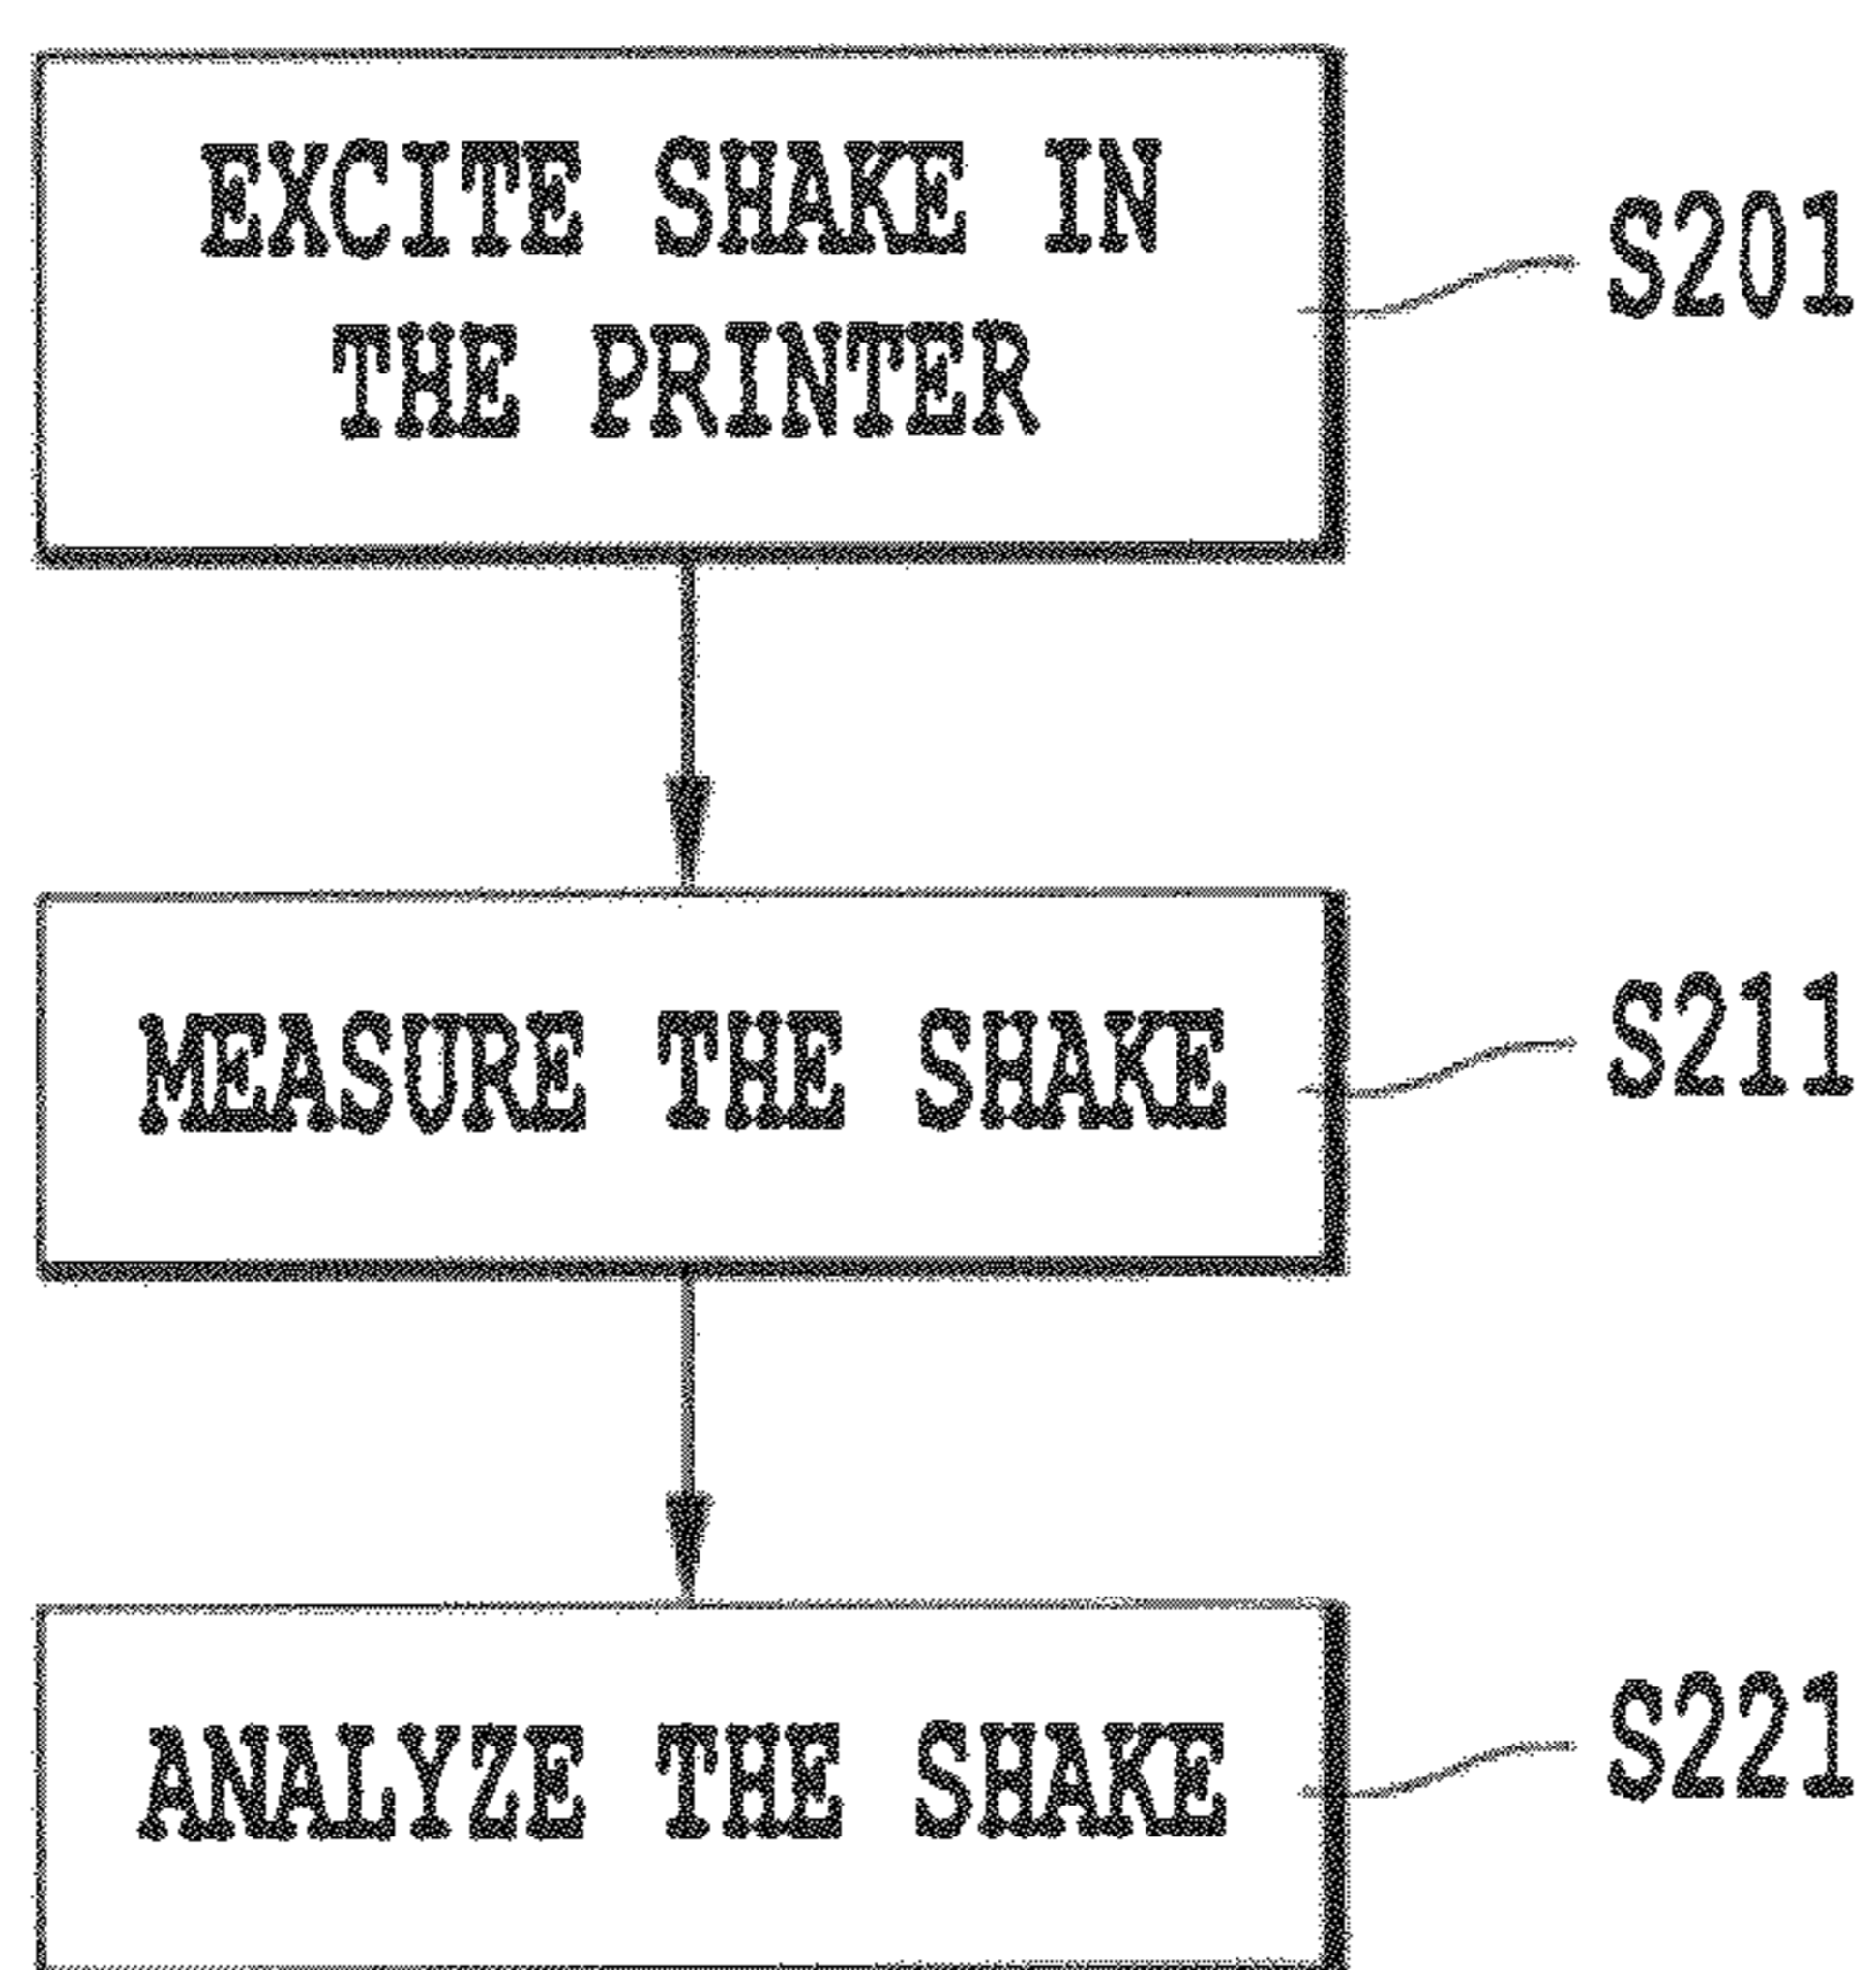 EXCITE SHAKE IN
THE PRINTER
S201
MEASURE THE SHAKE
S211
ANALYZE THE SHAKE
S221